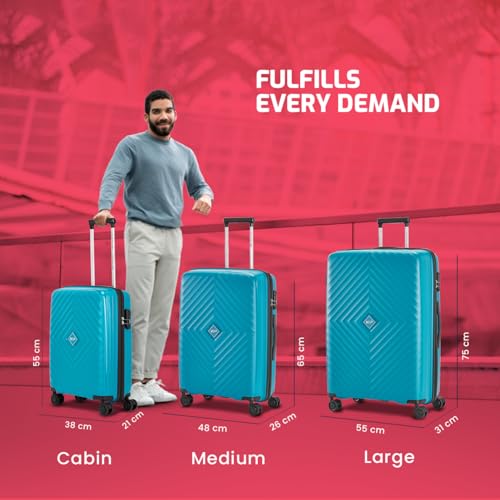 FULFILLS
EVERY DEMAND
55 cm
38 cm
21 cm
Cabin
65 cm
48 cm
26 cm
Medium
75 cm
55 cm
31 cm
Large